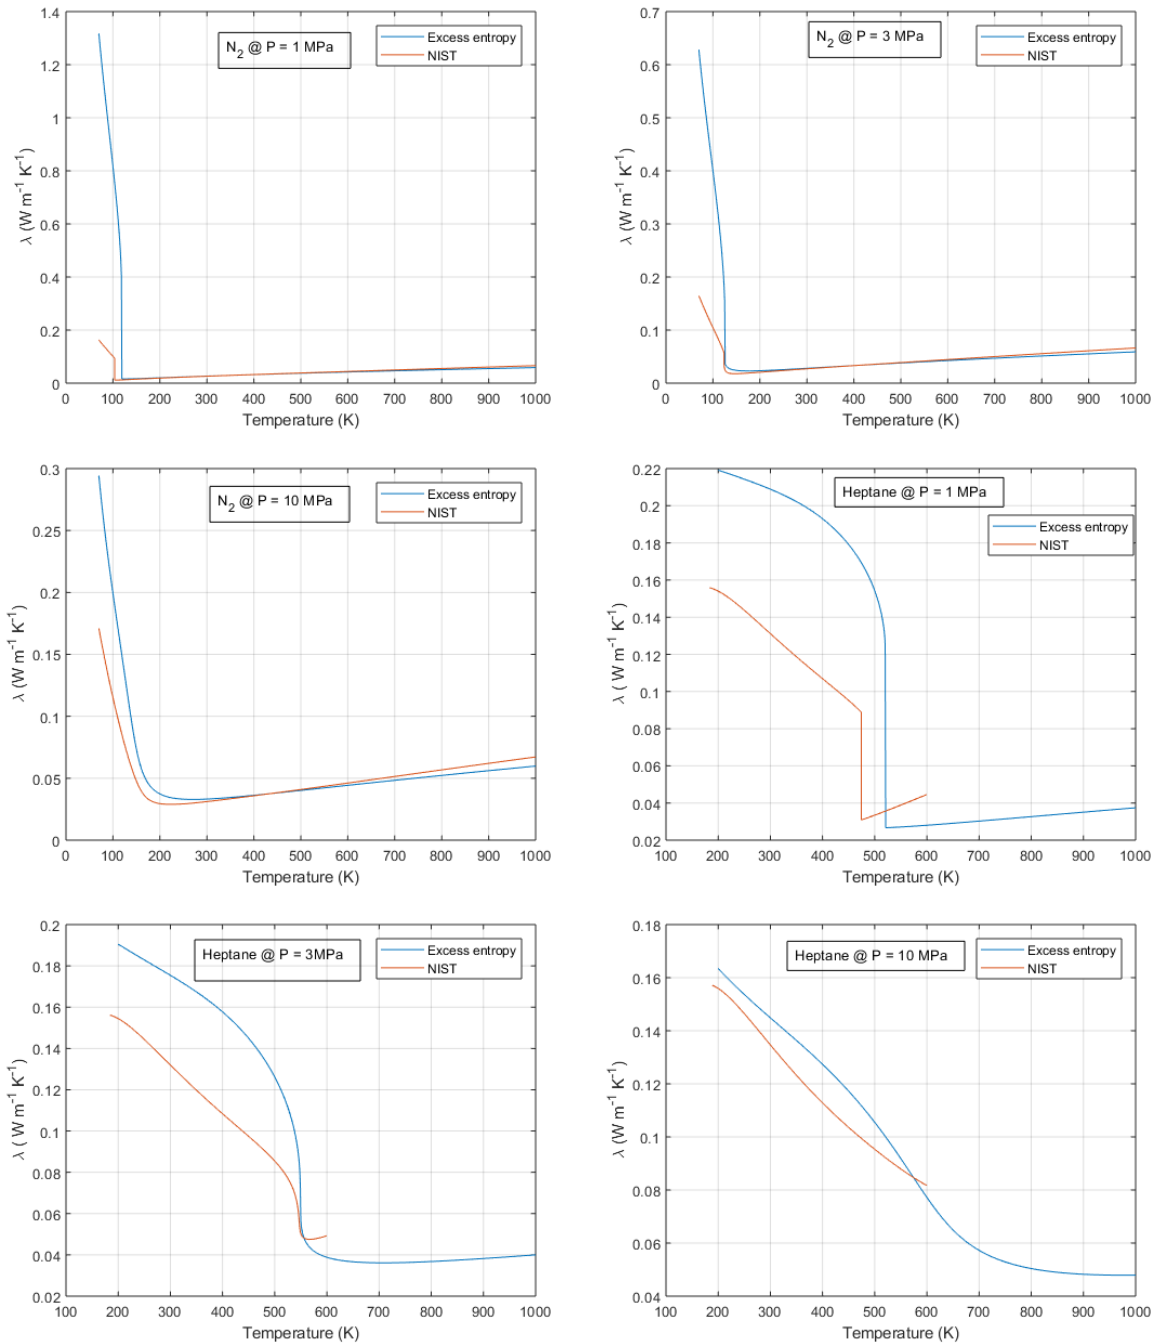 N2 @ P = 1 MPa
Excess entropy
NIST
1.4
1.2
1
0.8
0.6
0.4
0.2
0
λ (W m-1 K-1)
0 100 200 300 400 500 600 700 800 900 1000
Temperature (K)
N2 @ P = 3 MPa
Excess entropy
NIST
0.7
0.6
0.5
0.4
0.3
0.2
0.1
0
λ (W m-1 K-1)
0 100 200 300 400 500 600 700 800 900 1000
Temperature (K)
N2 @ P = 10 MPa
Excess entropy
NIST
0.3
0.25
0.2
0.15
0.1
0.05
0
λ (W m-1 K-1)
0 100 200 300 400 500 600 700 800 900 1000
Temperature (K)
Heptane @ P = 1 MPa
Excess entropy
NIST
0.22
0.2
0.18
0.16
0.14
0.12
0.1
0.08
0.06
0.04
0.02
λ ( W m-1 K-1)
100 200 300 400 500 600 700 800 900 1000
Temperature (K)
Heptane @ P = 3MPa
Excess entropy
NIST
0.2
0.18
0.16
0.14
0.12
0.1
0.08
0.06
0.04
0.02
λ ( W m-1 K-1)
100 200 300 400 500 600 700 800 900 1000
Temperature (K)
Heptane @ P = 10 MPa
Excess entropy
NIST
0.18
0.16
0.14
0.12
0.1
0.08
0.06
0.04
λ (W m-1 K-1)
100 200 300 400 500 600 700 800 900 1000
Temperature (K)